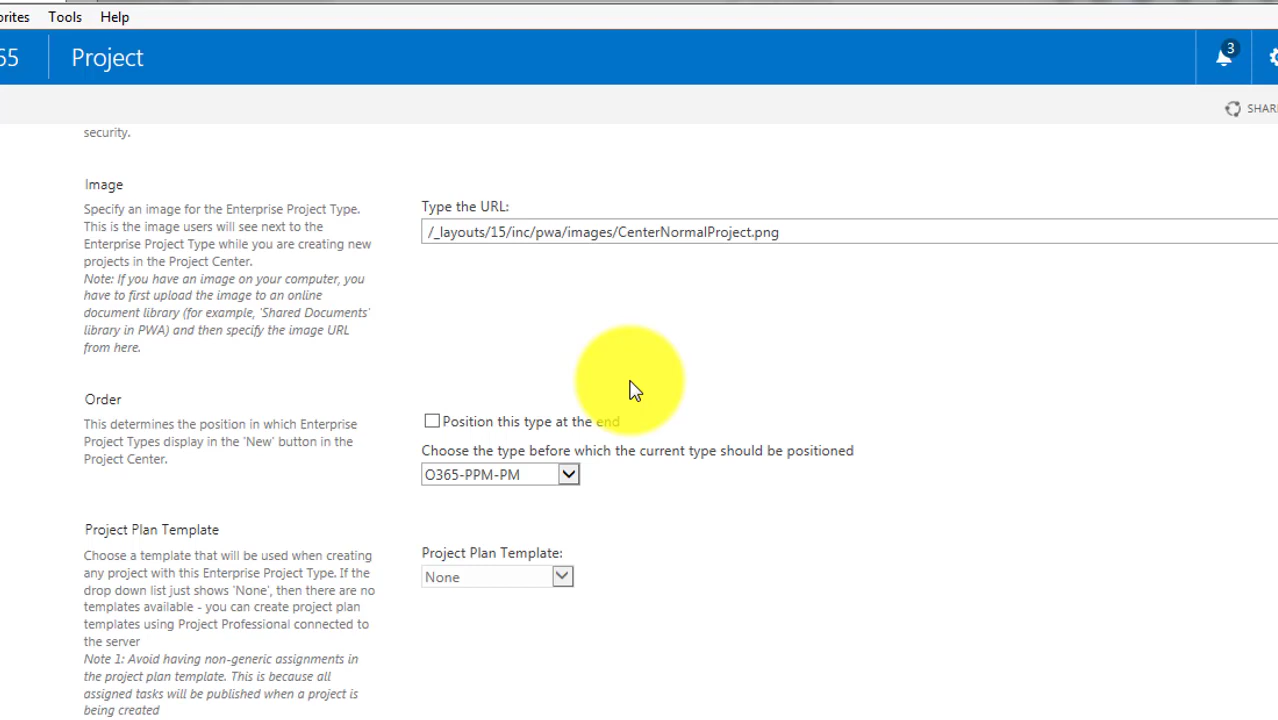 Tools Help
Project
3
security.
Image
Specify an image for the Enterprise Project Type.
This is the image users will see next to the
Enterprise Project Type while you are creating new
projects in the Project Center.
Note: If you have an image on your computer, you
have to first upload the image to an online
document library (for example, 'Shared Documents'
library in PWA) and then specify the image URL
from here.
Type the URL:
/_layouts/15/inc/pwa/images/CenterNormalProject.png
Order
This determines the position in which Enterprise
Project Types display in the 'New' button in the
Project Center.
Position this type at the end
Choose the type before which the current type should be positioned
O365-PPM-PM
Project Plan Template
Choose a template that will be used when creating
any project with this Enterprise Project Type. If the
drop down list just shows 'None', then there are no
templates available - you can create project plan
templates using Project Professional connected to
the server
Note 1: Avoid having non-generic assignments in
the project plan template. This is because all
assigned tasks will be published when a project is
being created
Project Plan Template:
None